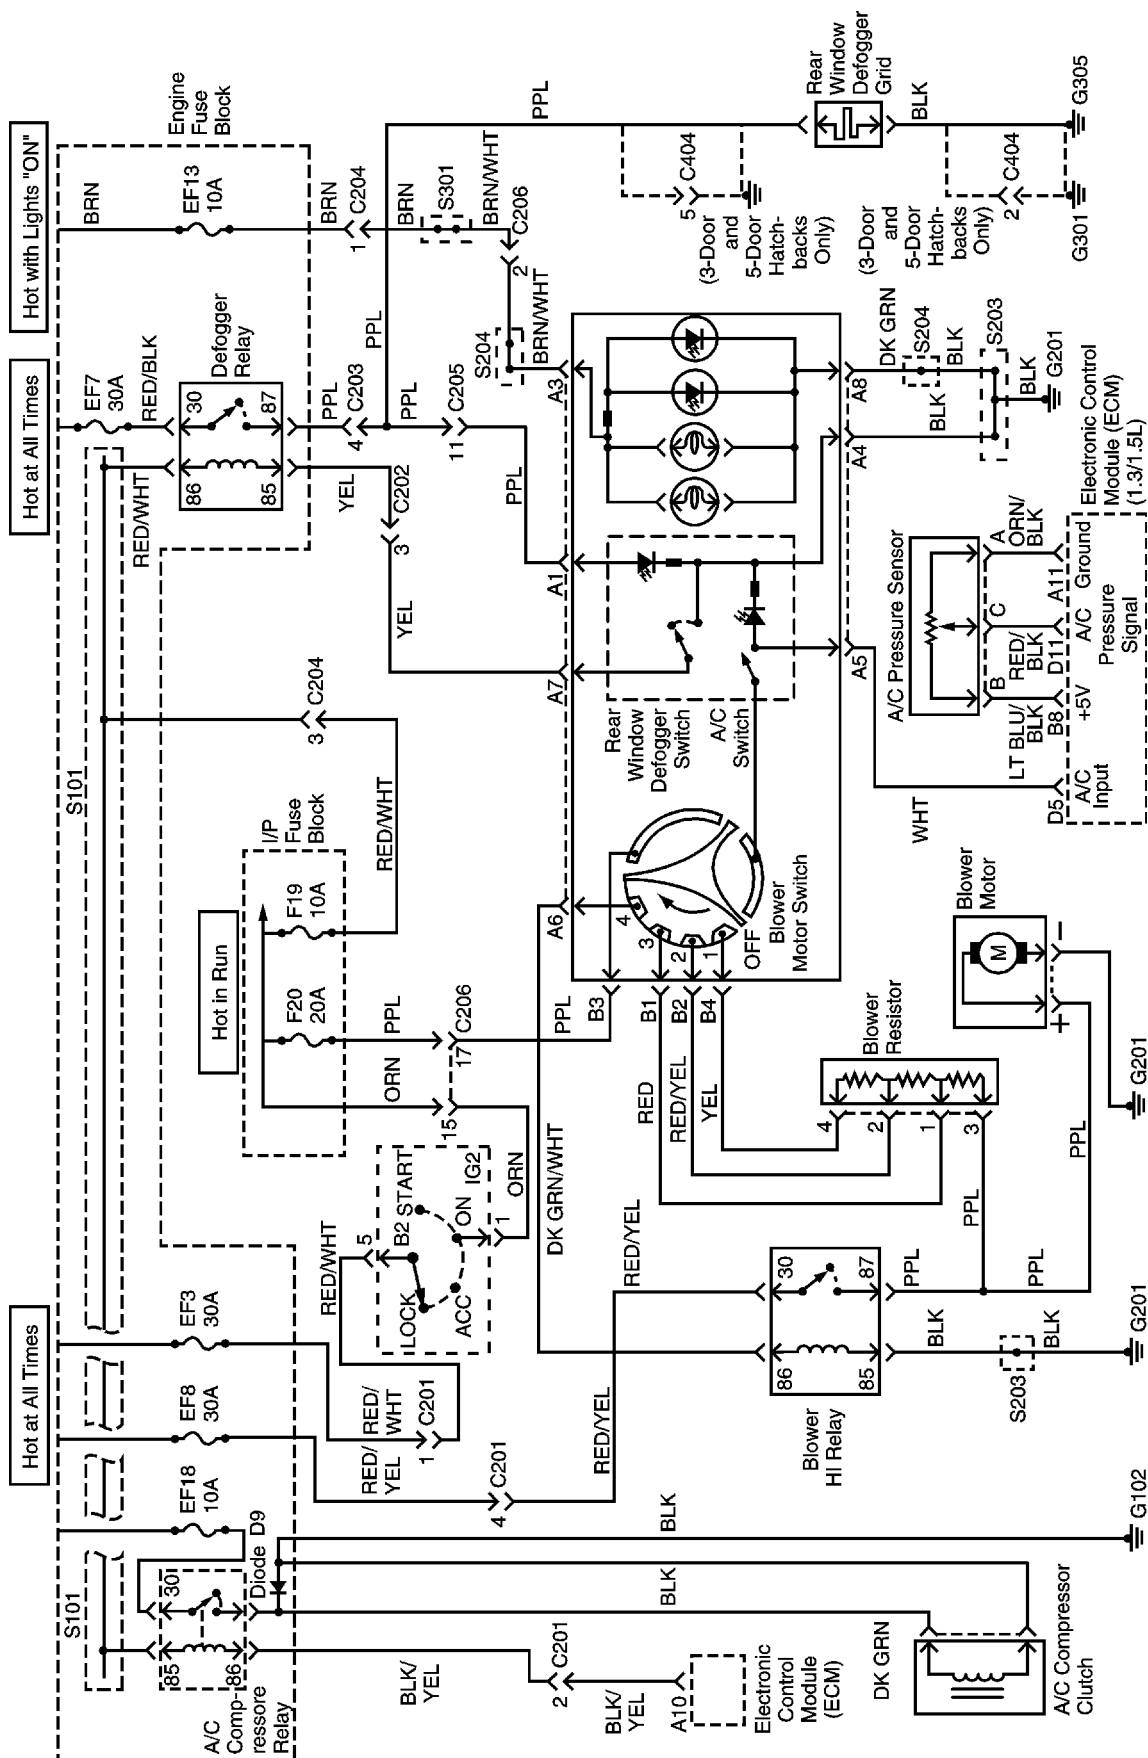 Hot at All Times
Hot at All Times
Hot with Lights "ON"
Hot in Run
S101
A/C
Comp-
ressore
Relay
85
30
86
Diode D9
EF18
10A
EF8
30A
EF3
30A
S101
EF7
30A
RED/BLK
RED/WHT
Defogger
Relay
86
30
85
87
BRN
EF13
10A
Engine
Fuse
Block
I/P
Fuse
Block
F20
20A
F19
10A
RED/WHT
3
C204
YEL
PPL
4
C203
BRN
1
C204
BRN
S301
BRN/WHT
C206
2
BRN/WHT
S204
PPL
PPL
11
C205
C202
3
YEL
PPL
PPL
BLK/
YEL
2
C201
BLK/
YEL
A10
Electronic
Control
Module
(ECM)
RED/
YEL
RED/
WHT
1
C201
4
C201
RED/WHT
5
B2
START
LOCK
ACC
ON
IG2
1
ORN
ORN
15
17
C206
PPL
DK GRN/WHT
PPL
RED/YEL
RED/YEL
BLK
BLK
DK GRN
A/C Compressor
Clutch
G102
Blower
HI Relay
86
30
85
87
BLK
PPL
S203
BLK
G201
PPL
PPL
PPL
RED
RED/YEL
YEL
B3
B1
B2
B4
4
2
1
3
Blower
Resistor
Blower
Motor
M
+
−
G201
A6
A7
A1
A3
4
3
2
1
OFF
Blower
Motor Switch
Rear
Window
Defogger
Switch
A/C
Switch
A5
A4
A8
WHT
DK GRN
S204
BLK
BLK
S203
BLK
G201
A/C Pressure Sensor
B
C
A
LT BLU/
BLK
RED/
BLK
ORN/
BLK
D5
B8
D11
A11
A/C
Input
+5V
A/C
Pressure
Signal
Ground
Electronic Control
Module (ECM)
(1.3/1.5L)
5
C404
(3-Door
and
5-Door
Hatch-
backs
Only)
Rear
Window
Defogger
Grid
BLK
2
C404
(3-Door
and
5-Door
Hatch-
backs
Only)
G301
G305